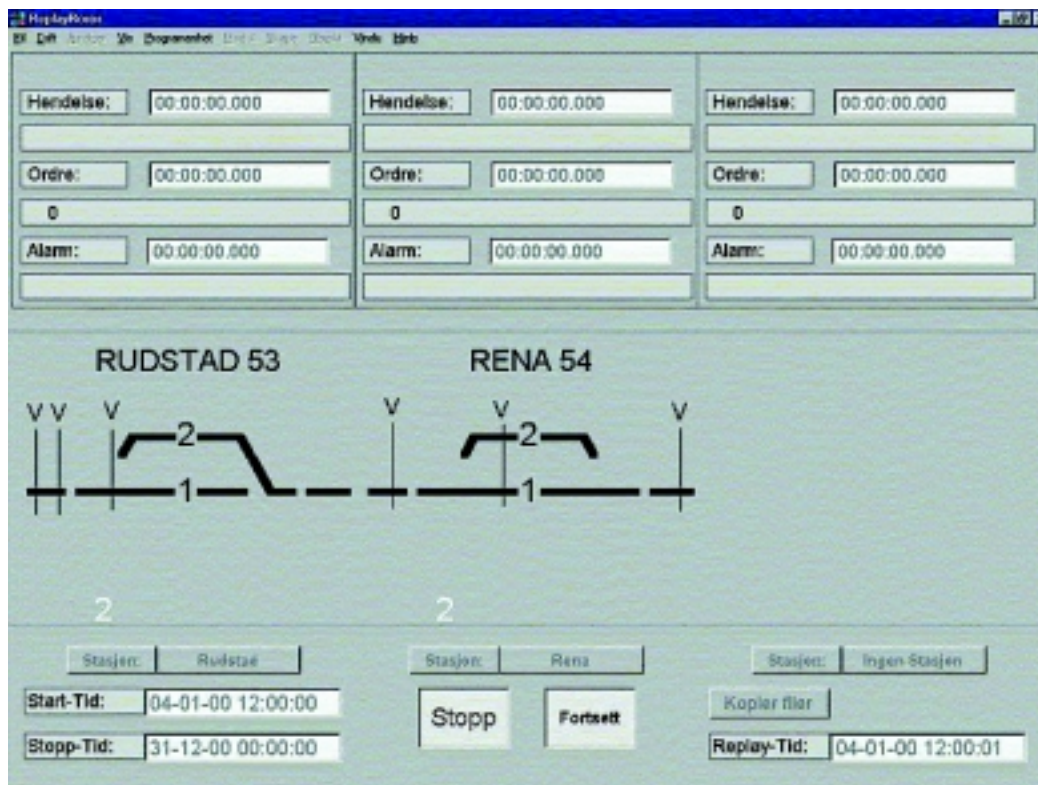 Hendelse: 00:00:00.000 Hendelse: 00:00:00.000 Hendelse: 00:00:00.000
Ordre: 00:00:00.000 Ordre: 00:00:00.000 Ordre: 00:00:00.000
0 0 0
Alarm: 00:00:00.000 Alarm: 00:00:00.000 Alarm: 00:00:00.000
RUDSTAD 53 RENA 54
V V V V V V
2 2
1 1
2 2
Stasjon: Rudstad Stasjon: Rena Stasjon: Ingen Stasjon
Start-Tid: 04-01-00 12:00:00 Stopp Fortsett Kopier filer
Stopp-Tid: 31-12-00 00:00:00 Replay-Tid: 04-01-00 12:00:01